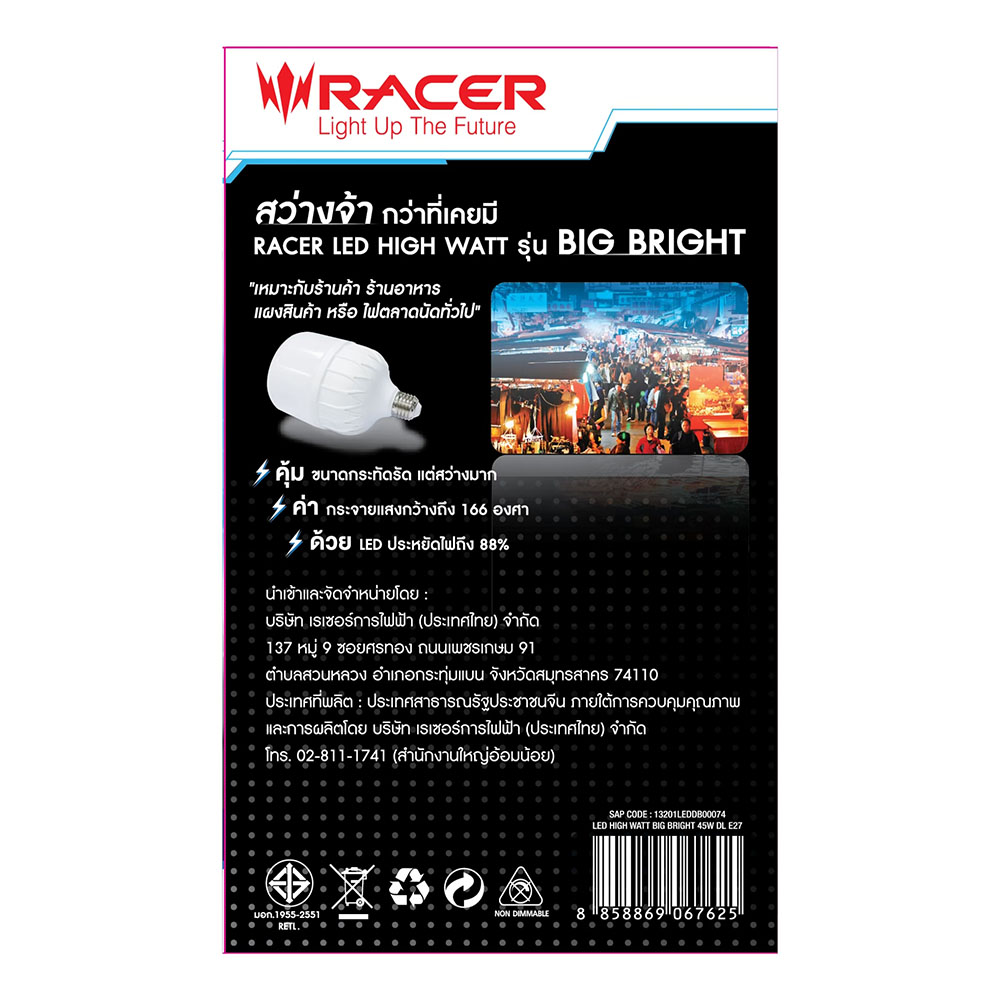 RACER
Light Up The Future
สว่างจ้า กว่าที่เคยมี
RACER LED HIGH WATT รุ่น BIG BRIGHT
"เหมาะกับร้านค้า ร้านอาหาร
แผงสินค้า หรือ ไฟตลาดนัดทั่วไป"
คุ้ม ขนาดกระทัดรัด แต่สว่างมาก
ค่า กระจายแสงกว้างถึง 166 องศา
ด้วย LED ประหยัดไฟถึง 88%
นำเข้าและจัดจำหน่ายโดย :
บริษัท เรเซอร์การไฟฟ้า (ประเทศไทย) จำกัด
137 หมู่ 9 ซอยศรทอง ถนนเพชรเกษม 91
ตำบลสวนหลวง อำเภอกระทุ่มแบน จังหวัดสมุทรสาคร 74110
ประเทศที่ผลิต : ประเทศสาธารณรัฐประชาชนจีน ภายใต้การควบคุมคุณภาพ
และการผลิตโดย บริษัท เรเซอร์การไฟฟ้า (ประเทศไทย) จำกัด
โทร. 02-811-1741 (สำนักงานใหญ่อ้อมน้อย)
SAP CODE : 13201LEDDB00074
LED HIGH WATT BIG BRIGHT 45W DL E27
8 858869 067625
มอก.1955-2551
RETL.
NON DIMMABLE